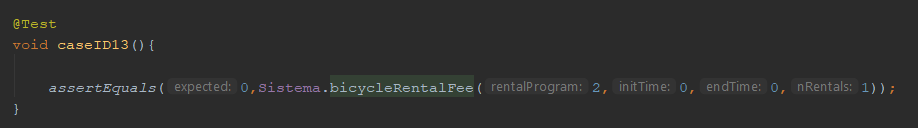 @Test
void caseID13(){
assertEquals( expected: 0,Sistema.bicycleRentalFee( rentalProgram: 2, initTime: 0, endTime: 0, nRentals: 1));
}